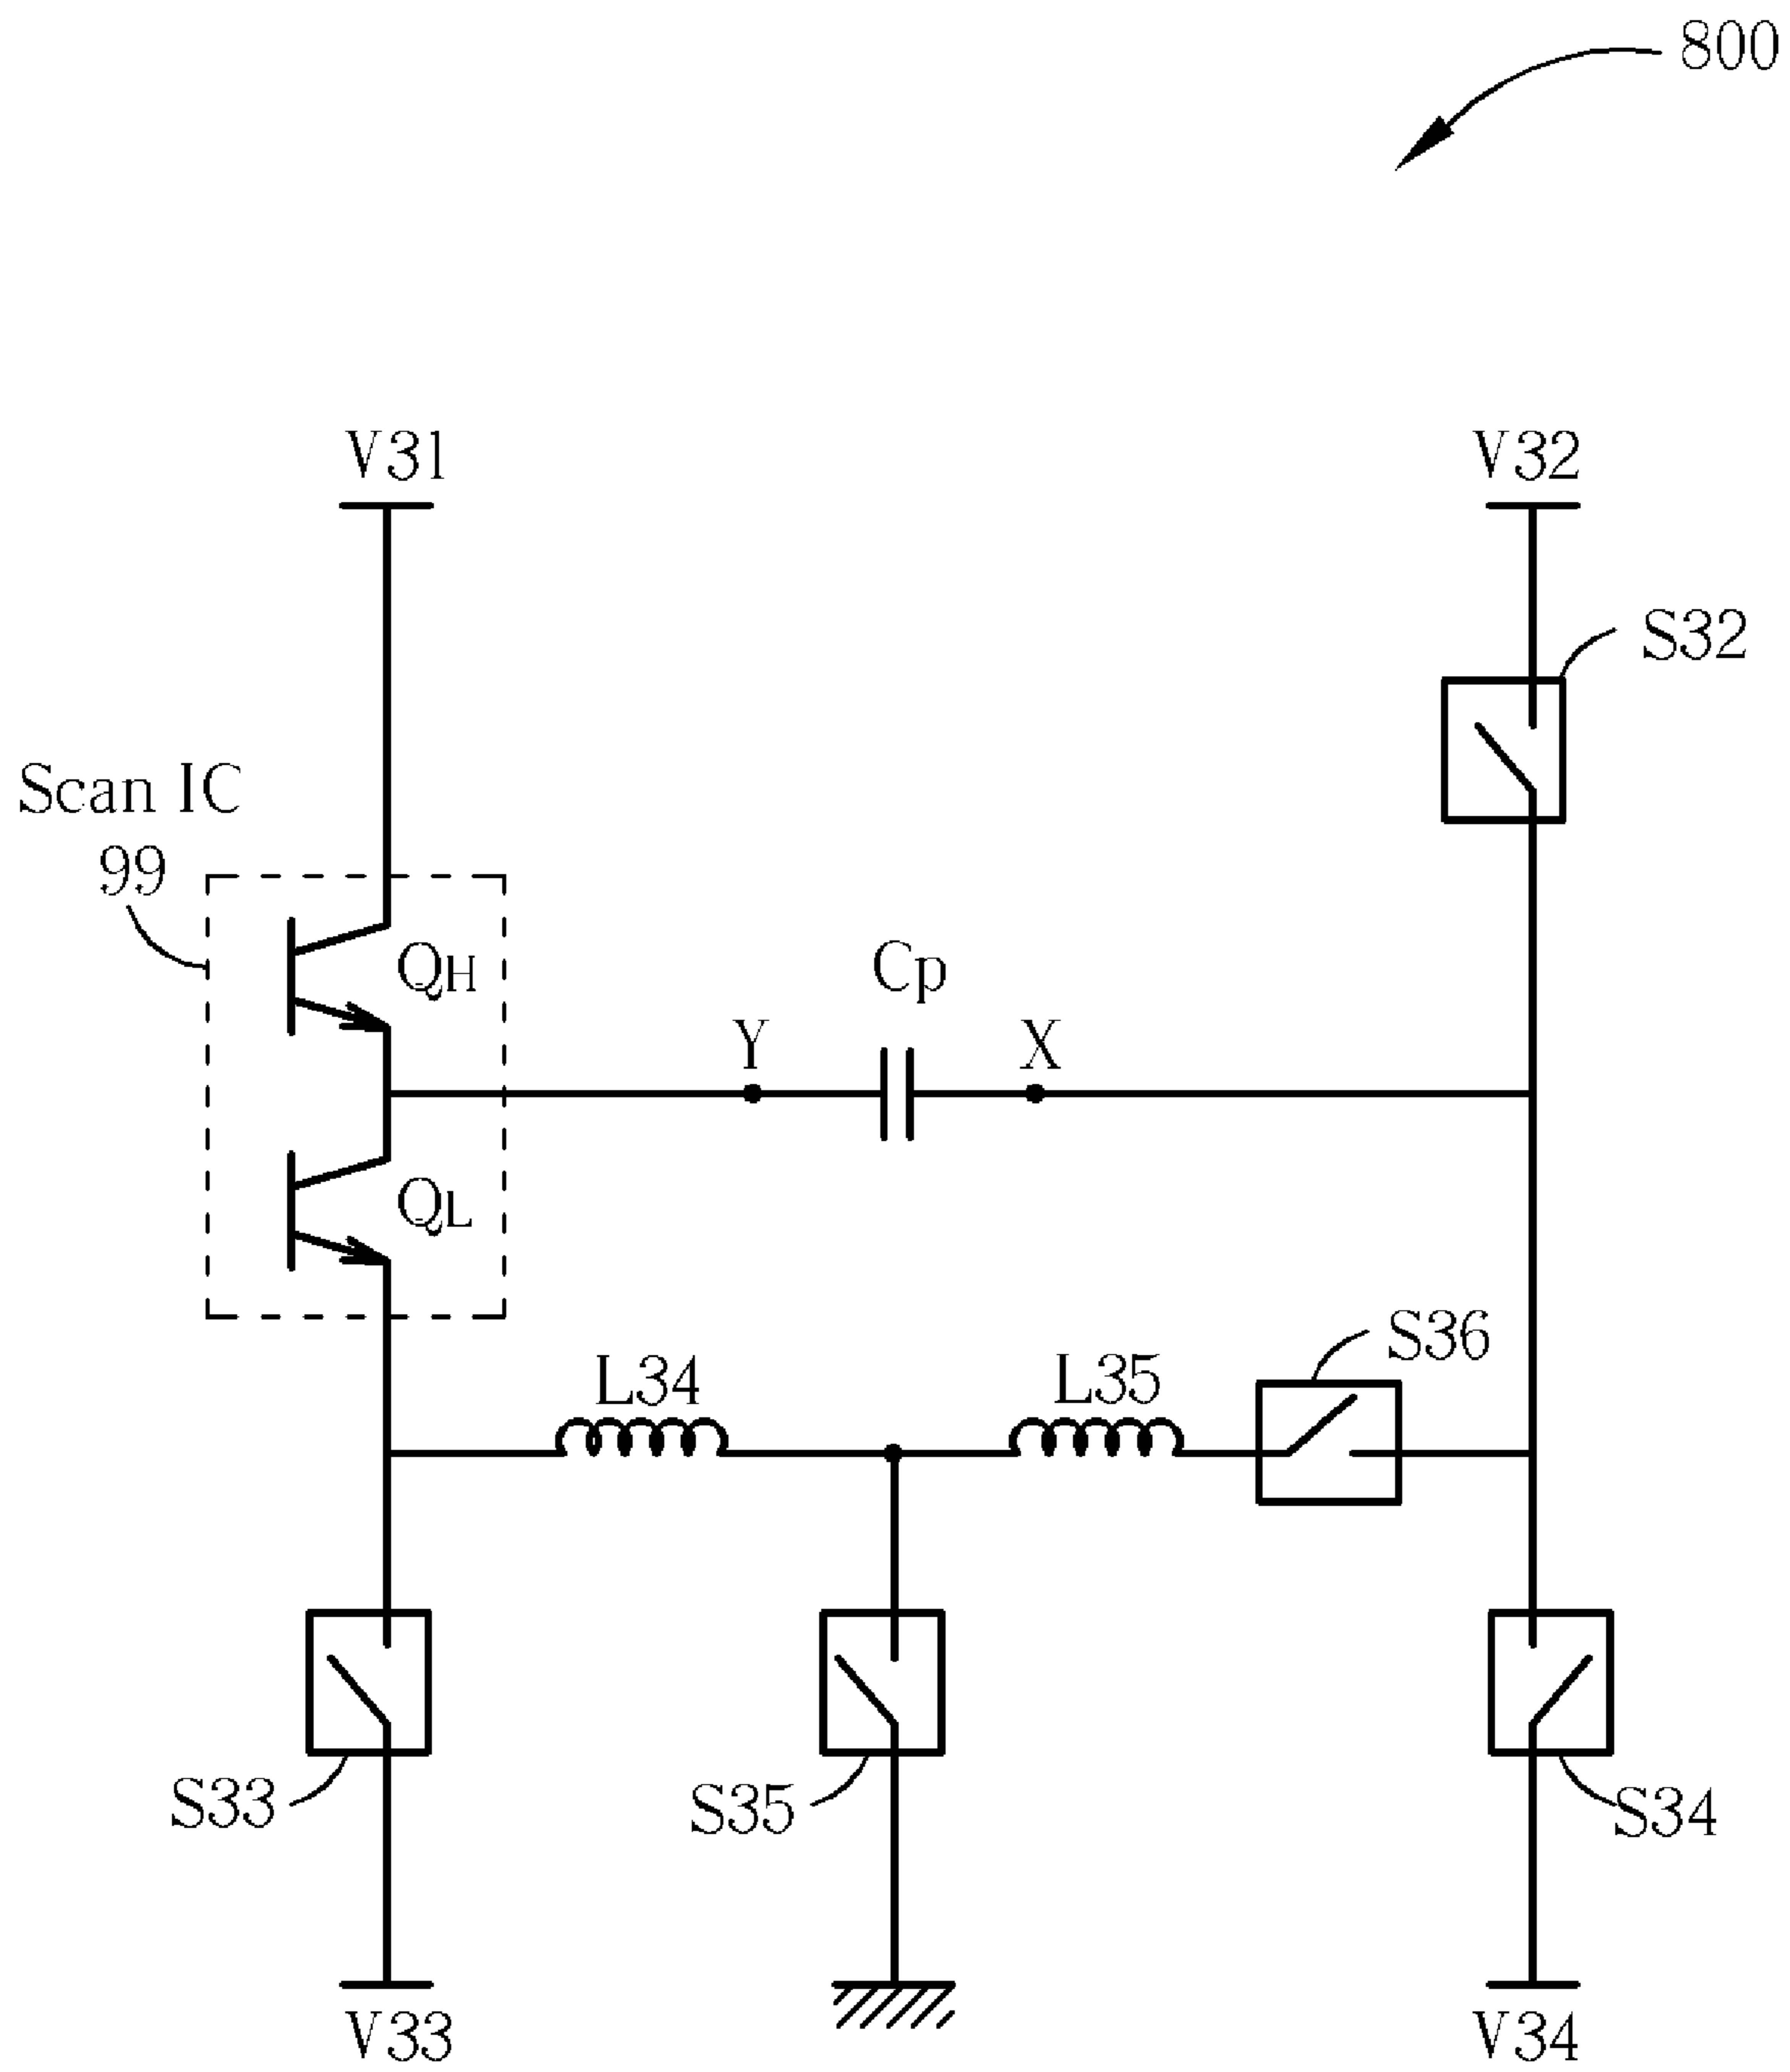 800
V31
V32
S32
Scan IC
99
QH
Cp
Y
X
QL
S36
L34
L35
S33
S35
S34
V33
V34